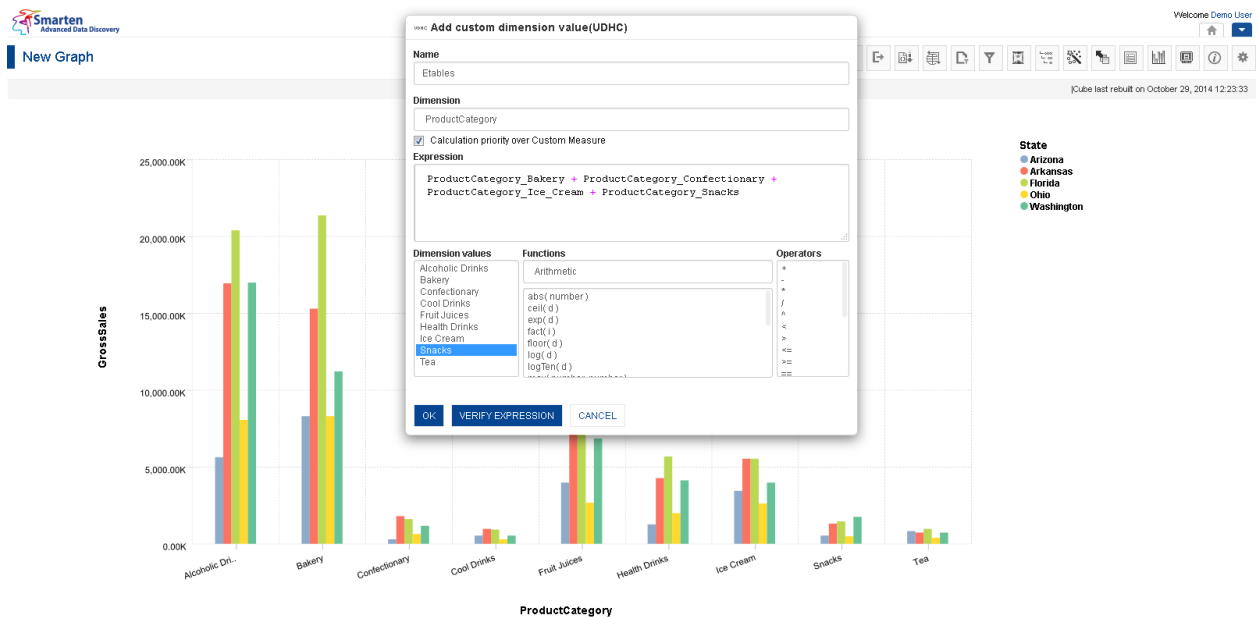 Smarten
Advanced Data Discovery
Welcome Demo User
New Graph
|Cube last rebuilt on October 29, 2014 12:23:33
UDHC Add custom dimension value(UDHC)
Name
Etables
Dimension
ProductCategory
Calculation priority over Custom Measure
Expression
ProductCategory_Bakery + ProductCategory_Confectionary +
ProductCategory_Ice_Cream + ProductCategory_Snacks
Dimension values
Alcoholic Drinks
Bakery
Confectionary
Cool Drinks
Fruit Juices
Health Drinks
Ice Cream
Snacks
Tea
Functions
Arithmetic
abs( number )
ceil( d )
exp( d )
fact( i )
floor( d )
log( d )
logTen( d )
Operators
+
-
*
/
^
<
>
<=
>=
==
OK
VERIFY EXPRESSION
CANCEL
State
Arizona
Arkansas
Florida
Ohio
Washington
GrossSales
25,000.00K
20,000.00K
15,000.00K
10,000.00K
5,000.00K
0.00K
Alcoholic Dri..
Bakery
Confectionary
Cool Drinks
Fruit Juices
Health Drinks
Ice Cream
Snacks
Tea
ProductCategory